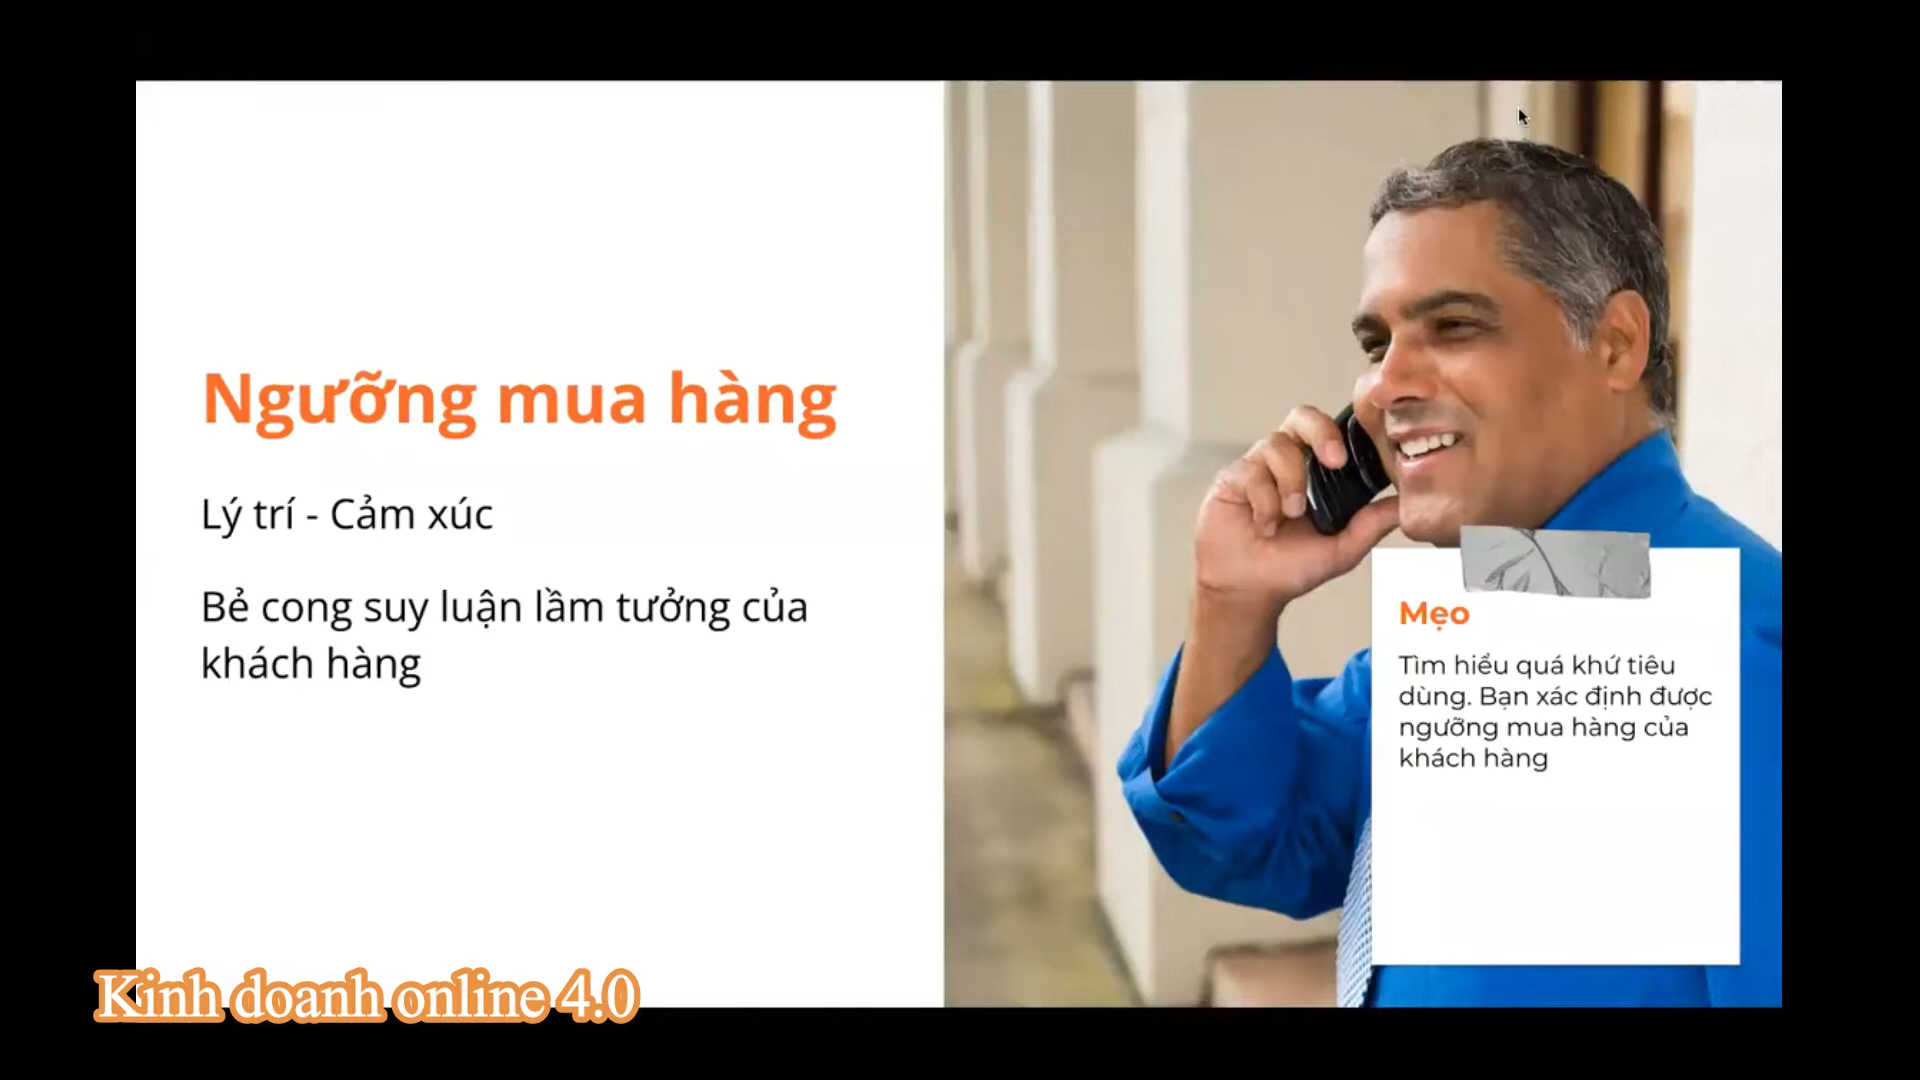 Ngưỡng mua hàng
Lý trí - Cảm xúc
Bẻ cong suy luận lầm tưởng của
khách hàng
Mẹo
Tìm hiểu quá khứ tiêu
dùng. Bạn xác định được
ngưỡng mua hàng của
khách hàng
Kinh doanh online 4.0